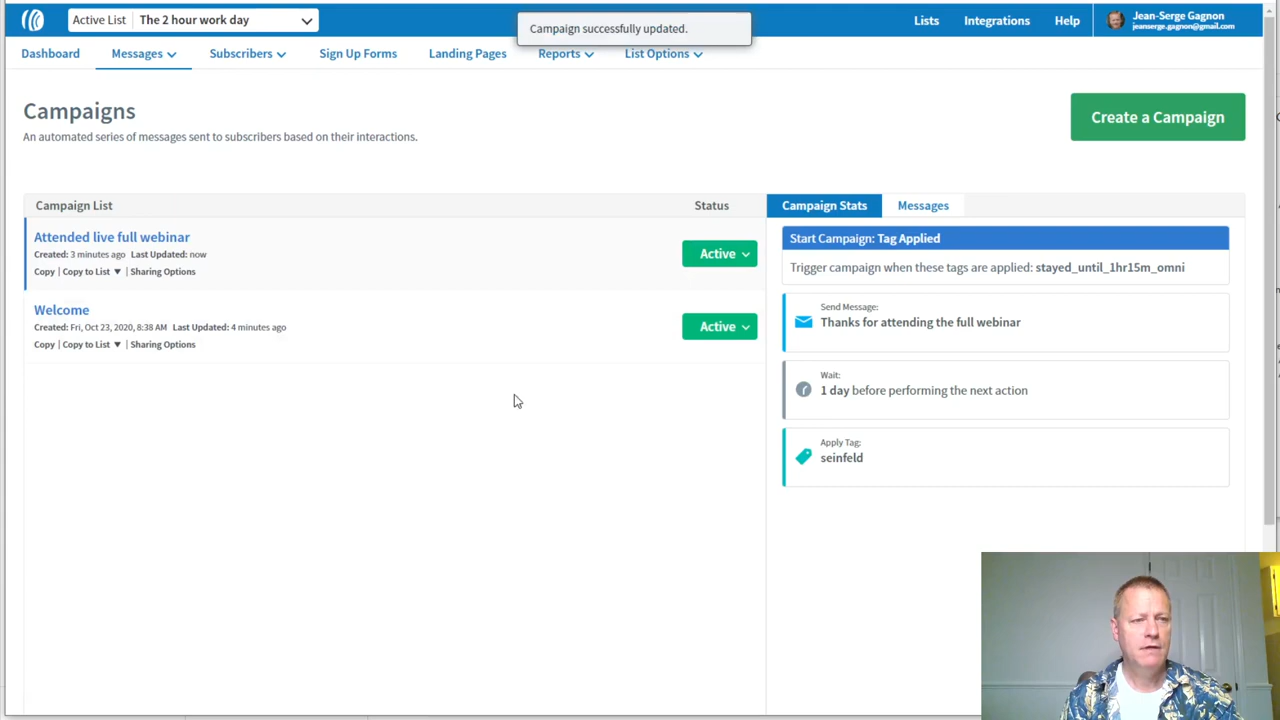 Active List The 2 hour work day
Campaign successfully updated.
Lists Integrations Help
Jean-Serge Gagnon
jeanserge.gagnon@gmail.com
Dashboard Messages Subscribers Sign Up Forms Landing Pages Reports List Options
Campaigns
An automated series of messages sent to subscribers based on their interactions.
Create a Campaign
Campaign List Status
Attended live full webinar
Created: 3 minutes ago Last Updated: now
Copy | Copy to List ▼ | Sharing Options
Active
Welcome
Created: Fri, Oct 23, 2020, 8:38 AM Last Updated: 4 minutes ago
Copy | Copy to List ▼ | Sharing Options
Active
Campaign Stats Messages
Start Campaign: Tag Applied
Trigger campaign when these tags are applied: stayed_until_1hr15m_omni
Send Message:
Thanks for attending the full webinar
Wait:
1 day before performing the next action
Apply Tag:
seinfeld